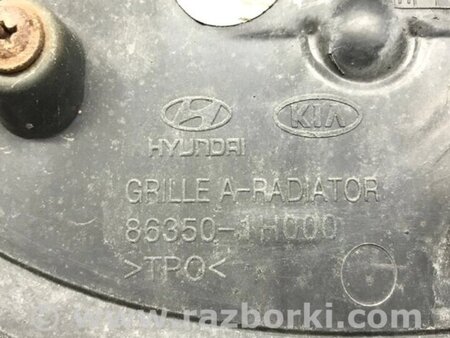 HYUNDAI
KIA
GRILLE A-RADIATOR
86350-1H000
>TPO<
www.razborki.com